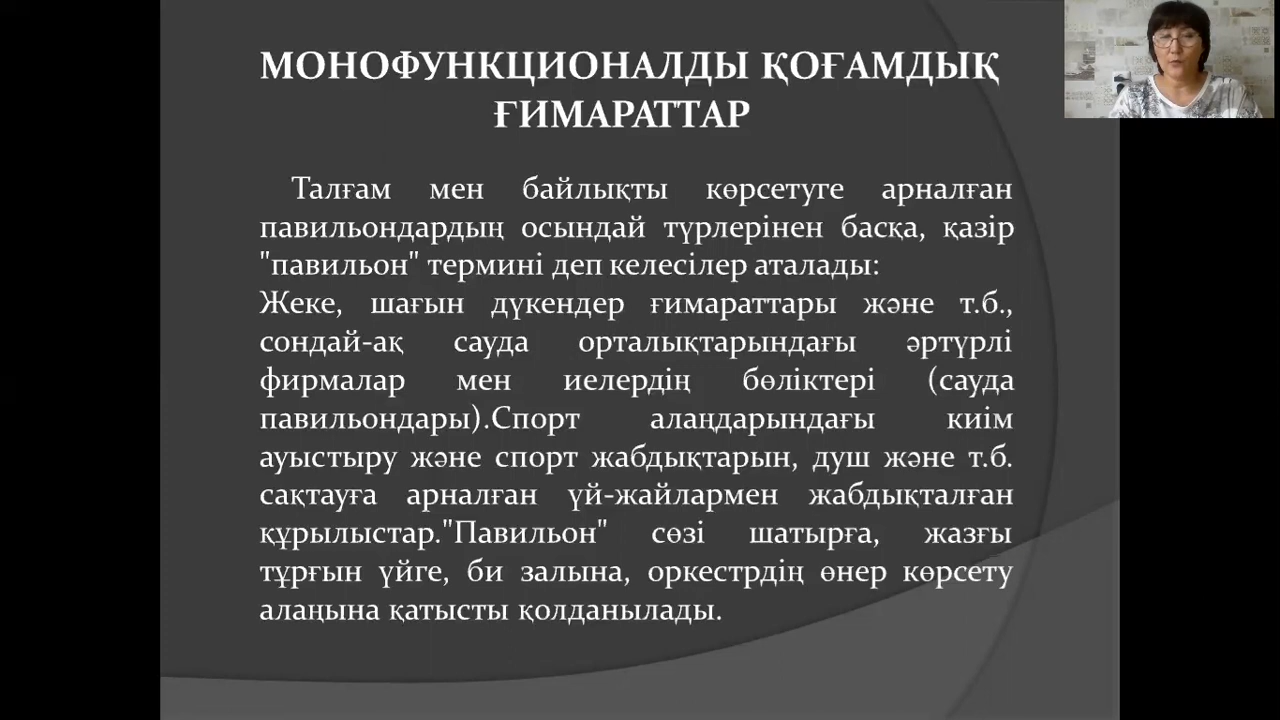 МОНОФУНКЦИОНАЛДЫ ҚОҒАМДЫҚ
ҒИМАРАТТАР
Талғам мен байлықты көрсетуге арналған
павильондардың осындай түрлерінен басқа, қазір
"павильон" термині деп келесілер аталады:
Жеке, шағын дүкендер ғимараттары және т.б.,
сондай-ақ сауда орталықтарындағы әртүрлі
фирмалар мен иелердің бөліктері (сауда
павильондары).Спорт алаңдарындағы киім
ауыстыру және спорт жабдықтарын, душ және т.б.
сақтауға арналған үй-жайлармен жабдықталған
құрылыстар."Павильон" сөзі шатырға, жазғы
тұрғын үйге, би залына, оркестрдің өнер көрсету
алаңына қатысты қолданылады.